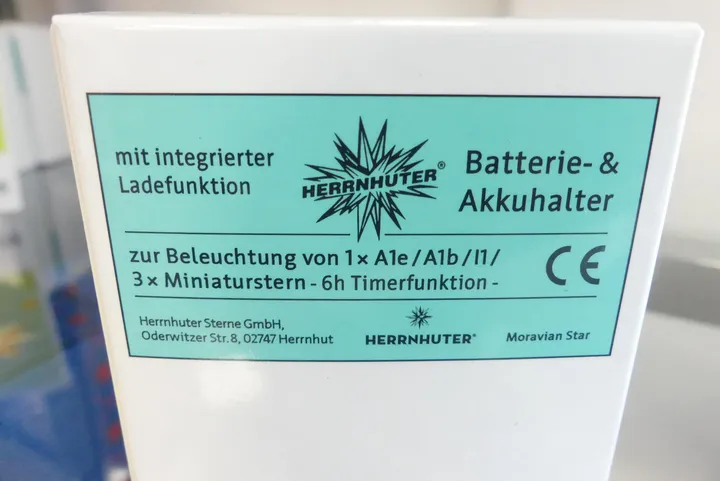 mit integrierter
Ladefunktion
HERRNHUTER®
Batterie- &
Akkuhalter
zur Beleuchtung von 1 x A1e / A1b / I1 /
3 x Miniaturstern - 6h Timerfunktion -
CE
Herrnhuter Sterne GmbH,
Oderwitzer Str. 8, 02747 Herrnhut
HERRNHUTER®
Moravian Star